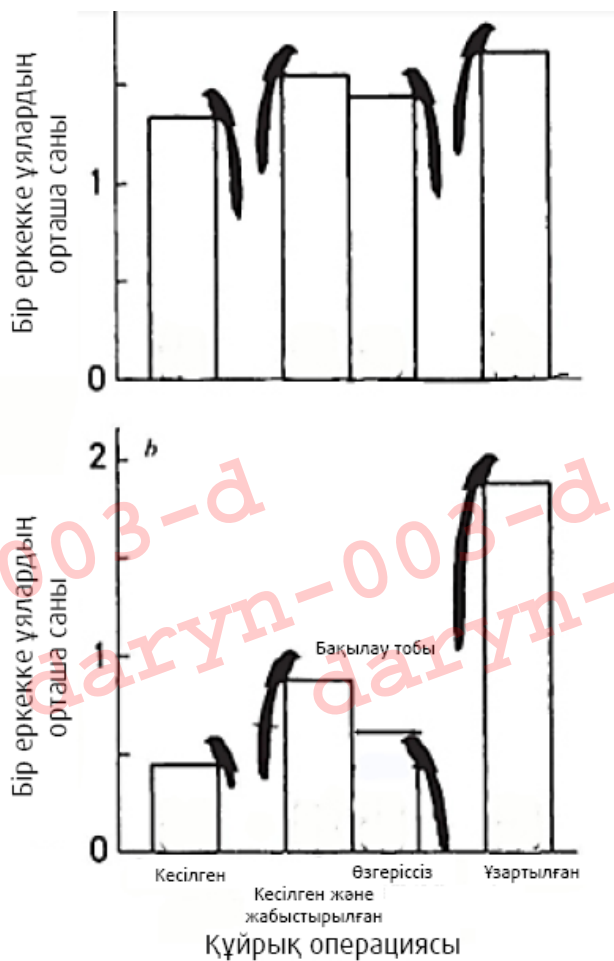 Бір еркекке ұялардың
орташа саны
1
0
b
2
1
0
Бір еркекке ұялардың
орташа саны
Бақылау тобы
003-d
daryn-003-d
daryn-
daryn-
Кесілген
Кесілген және
жабыстырылған
Өзгеріссіз
Ұзартылған
Құйрық операциясы